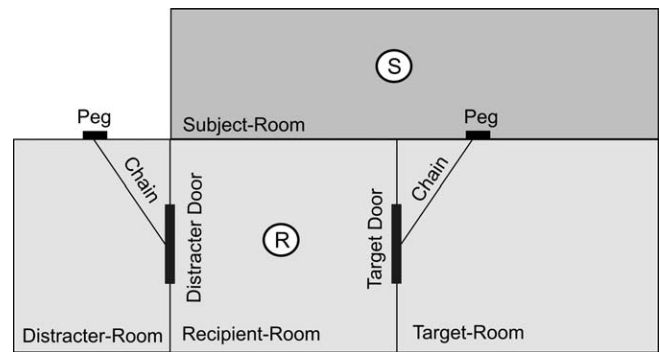 S
Subject-Room
Peg
Peg
Chain
Distracter Door
R
Target Door
Chain
Distracter-Room
Recipient-Room
Target-Room